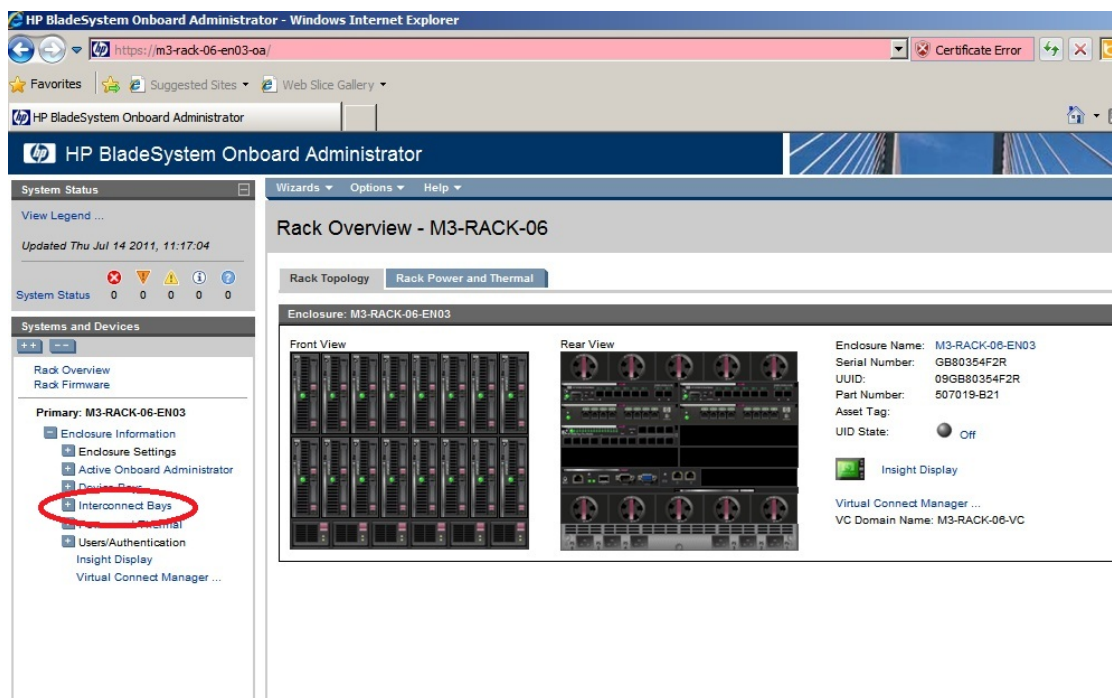 HP BladeSystem Onboard Administrator - Windows Internet Explorer
https://m3-rack-06-en03-oa/
Certificate Error
Favorites
Suggested Sites
Web Slice Gallery
HP BladeSystem Onboard Administrator
hp
HP BladeSystem Onboard Administrator
System Status
View Legend ...
Updated Thu Jul 14 2011, 11:17:04
System Status 0 0 0 0 0
Systems and Devices
Rack Overview
Rack Firmware
Primary: M3-RACK-06-EN03
Enclosure Information
Enclosure Settings
Active Onboard Administrator
Device Bays
Interconnect Bays
Thermal
Users/Authentication
Insight Display
Virtual Connect Manager ...
Wizards Options Help
Rack Overview - M3-RACK-06
Rack Topology
Rack Power and Thermal
Enclosure: M3-RACK-06-EN03
Front View
Rear View
Enclosure Name: M3-RACK-06-EN03
Serial Number: GB80354F2R
UUID: 09GB80354F2R
Part Number: 507019-B21
Asset Tag:
UID State: Off
Insight Display
Virtual Connect Manager ...
VC Domain Name: M3-RACK-06-VC